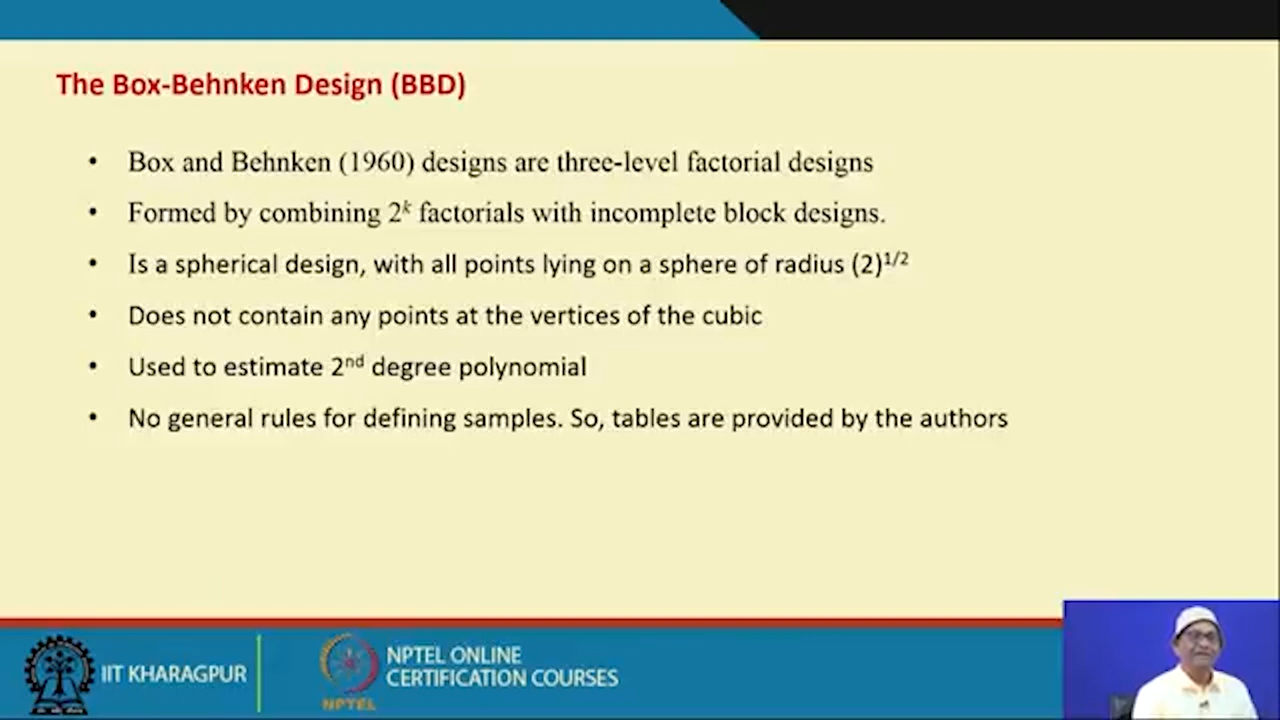 The Box-Behnken Design (BBD)
• Box and Behnken (1960) designs are three-level factorial designs
• Formed by combining 2ᵏ factorials with incomplete block designs.
• Is a spherical design, with all points lying on a sphere of radius (2)¹/²
• Does not contain any points at the vertices of the cubic
• Used to estimate 2ⁿᵈ degree polynomial
• No general rules for defining samples. So, tables are provided by the authors
IIT KHARAGPUR
NPTEL
NPTEL ONLINE
CERTIFICATION COURSES